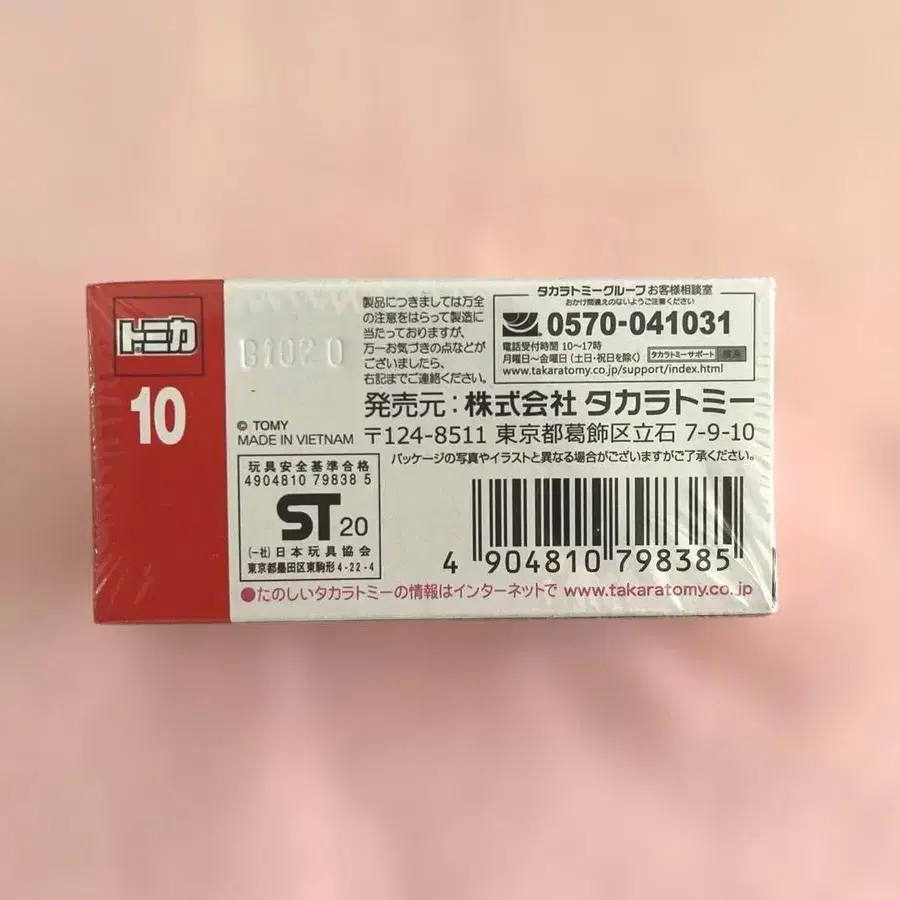 トミカ
10
B1020
© TOMY
MADE IN VIETNAM
玩具安全基準合格
4904810 79838 5
ST 20
(一社)日本玩具協会
東京都墨田区東駒形4-22-4
製品につきましては万全
の注意をはらって製造に
当たっておりますが、
万一お気づきの点などが
ございましたら、
右記までご連絡ください。
タカラトミーグループ お客様相談室
おかけ間違えのないようご注意ください
0570-041031
電話受付時間 10〜17時
月曜日〜金曜日(土日・祝日を除く) タカラトミーサポート 検索
www.takaratomy.co.jp/support/index.html
発売元:株式会社 タカラトミー
〒124-8511 東京都葛飾区立石 7-9-10
パッケージの写真やイラストと異なる場合がございますがご了承ください。
4 904810 798385
●たのしいタカラトミーの情報はインターネットで www.takaratomy.co.jp